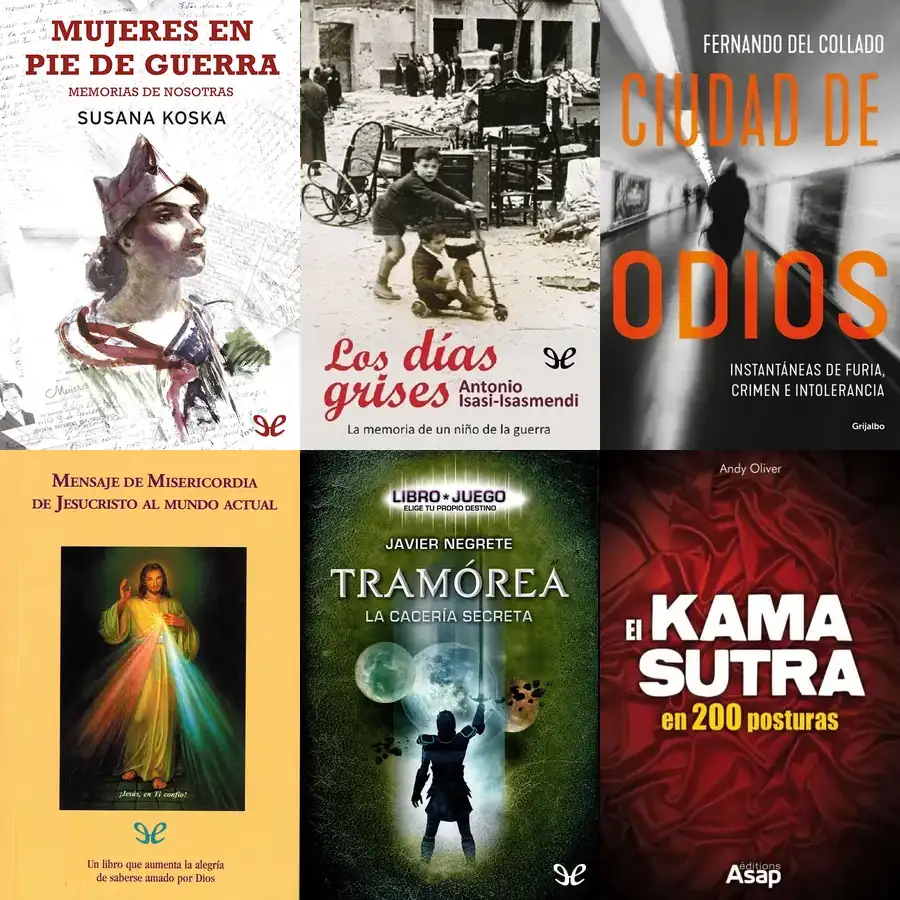 MUJERES EN
PIE DE GUERRA
MEMORIAS DE NOSOTRAS
SUSANA KOSKA
Los días
grises
Antonio
Isasi-Isasmendi
La memoria de un niño de la guerra
FERNANDO DEL COLLADO
CIUDAD DE
ODIOS
INSTANTÁNEAS DE FURIA,
CRIMEN E INTOLERANCIA
Grijalbo
MENSAJE DE MISERICORDIA
DE JESUCRISTO AL MUNDO ACTUAL
¡Jesús, en Ti confío!
Un libro que aumenta la alegría
de saberse amado por Dios
LIBRO★JUEGO
ELIGE TU PROPIO DESTINO
JAVIER NEGRETE
TRAMÓREA
LA CACERÍA SECRETA
Andy Oliver
El KAMA
SUTRA
en 200 posturas
éditions
Asap